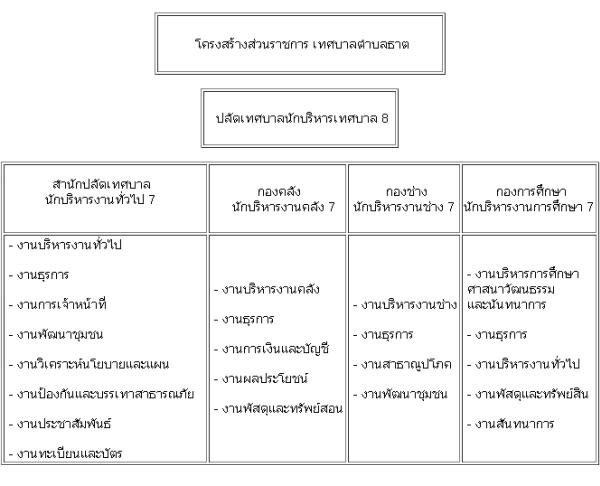 โครงสร้างส่วนราชการ เทศบาลตำบลธาตุ
ปลัดเทศบาลนักบริหารเทศบาล 8
สำนักปลัดเทศบาล
นักบริหารงานทั่วไป 7
กองคลัง
นักบริหารงานคลัง 7
กองช่าง
นักบริหารงานช่าง 7
กองการศึกษา
นักบริหารงานการศึกษา 7
- งานบริหารงานทั่วไป
- งานธุรการ
- งานการเจ้าหน้าที่
- งานพัฒนาชุมชน
- งานวิเคราะห์นโยบายและแผน
- งานป้องกันและบรรเทาสาธารณภัย
- งานประชาสัมพันธ์
- งานทะเบียนและบัตร
- งานบริหารงานคลัง
- งานธุรการ
- งานการเงินและบัญชี
- งานผลประโยชน์
- งานพัสดุและทรัพย์สอน
- งานบริหารงานช่าง
- งานธุรการ
- งานสาธาณูปโภค
- งานพัฒนาชุมชน
- งานบริหารการศึกษา
ศาสนาวัฒนธรรม
และนันทนาการ
- งานธุรการ
- งานบริหารงานทั่วไป
- งานพัสดุและทรัพย์สิน
- งานสันทนาการ